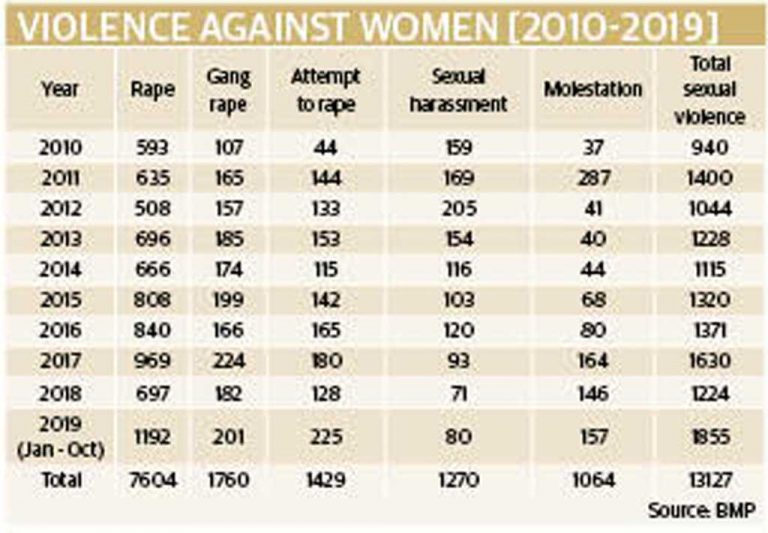 VIOLENCE AGAINST WOMEN [2010-2019]
Year Rape Gang rape Attempt to rape Sexual harassment Molestation Total sexual violence
2010 593 107 44 159 37 940
2011 635 165 144 169 287 1400
2012 508 157 133 205 41 1044
2013 696 185 153 154 40 1228
2014 666 174 115 116 44 1115
2015 808 199 142 103 68 1320
2016 840 166 165 120 80 1371
2017 969 224 180 93 164 1630
2018 697 182 128 71 146 1224
2019 (Jan - Oct) 1192 201 225 80 157 1855
Total 7604 1760 1429 1270 1064 13127
Source: BMP